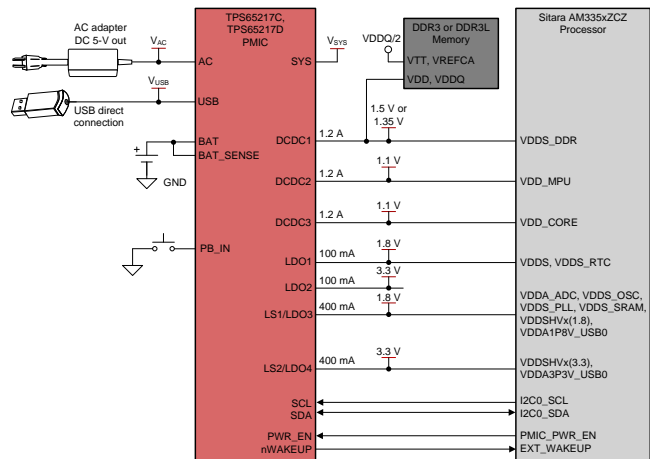 AC adapter
DC 5-V out
VAC
VUSB
USB direct
connection
+
GND
TPS65217C,
TPS65217D
PMIC
AC
SYS
USB
BAT
BAT_SENSE
DCDC1
DCDC2
DCDC3
PB_IN
LDO1
LDO2
LS1/LDO3
LS2/LDO4
SCL
SDA
PWR_EN
nWAKEUP
VSYS
VDDQ/2
DDR3 or DDR3L
Memory
VTT, VREFCA
VDD, VDDQ
1.2 A
1.5 V or
1.35 V
1.2 A
1.1 V
1.2 A
1.1 V
100 mA
1.8 V
100 mA
3.3 V
400 mA
1.8 V
400 mA
3.3 V
Sitara AM335xZCZ
Processor
VDDS_DDR
VDD_MPU
VDD_CORE
VDDS, VDDS_RTC
VDDA_ADC, VDDS_OSC,
VDDS_PLL, VDDS_SRAM,
VDDSHVx(1.8),
VDDA1P8V_USB0
VDDSHVx(3.3),
VDDA3P3V_USB0
I2C0_SCL
I2C0_SDA
PMIC_PWR_EN
EXT_WAKEUP